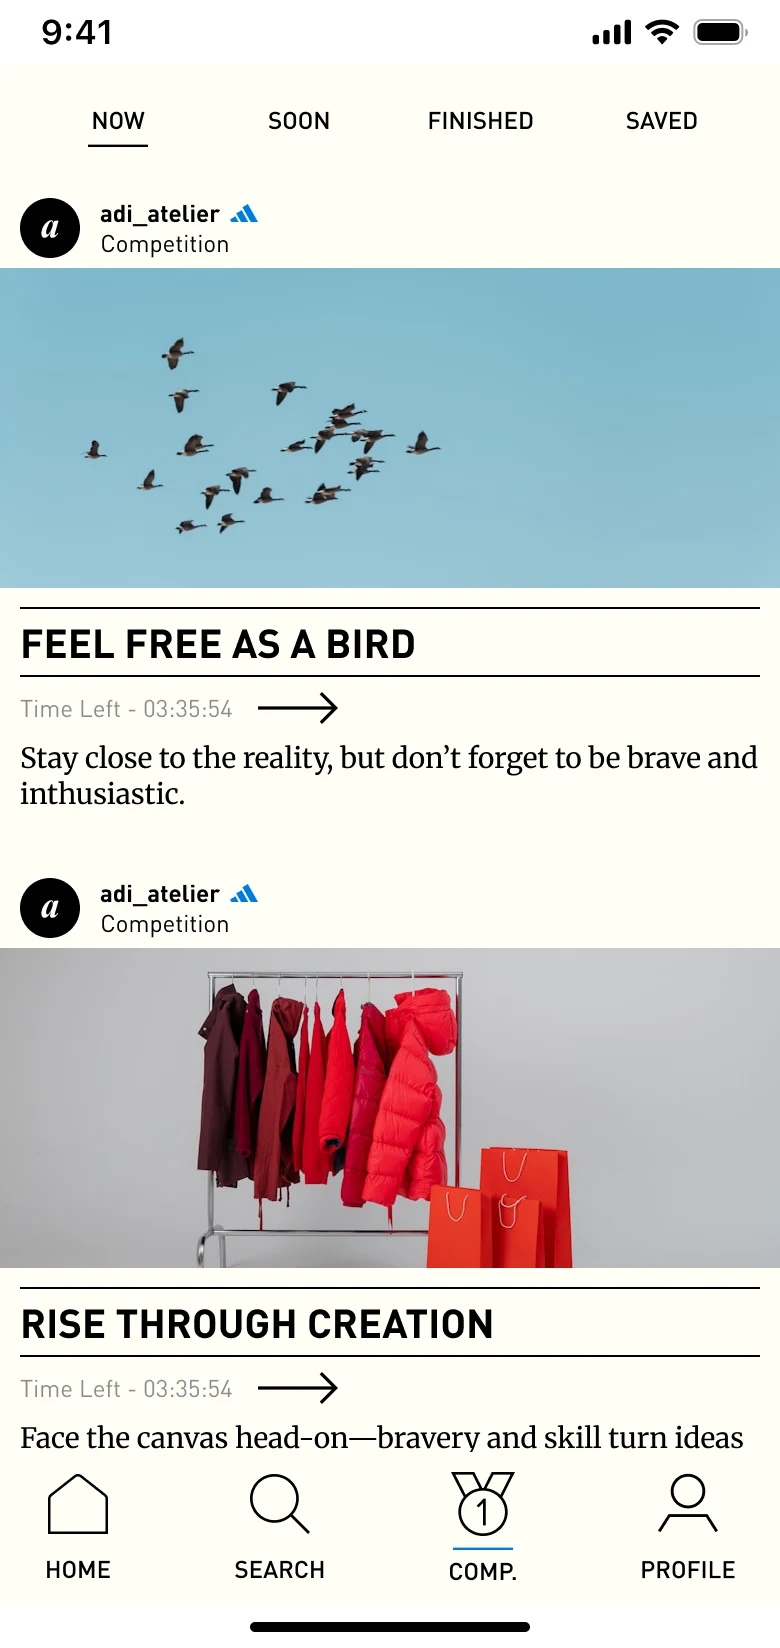 9:41
NOW SOON FINISHED SAVED
a
adi_atelier
Competition
FEEL FREE AS A BIRD
Time Left - 03:35:54
Stay close to the reality, but don’t forget to be brave and
inthusiastic.
a
adi_atelier
Competition
RISE THROUGH CREATION
Time Left - 03:35:54
Face the canvas head-on—bravery and skill turn ideas
1
HOME SEARCH COMP. PROFILE